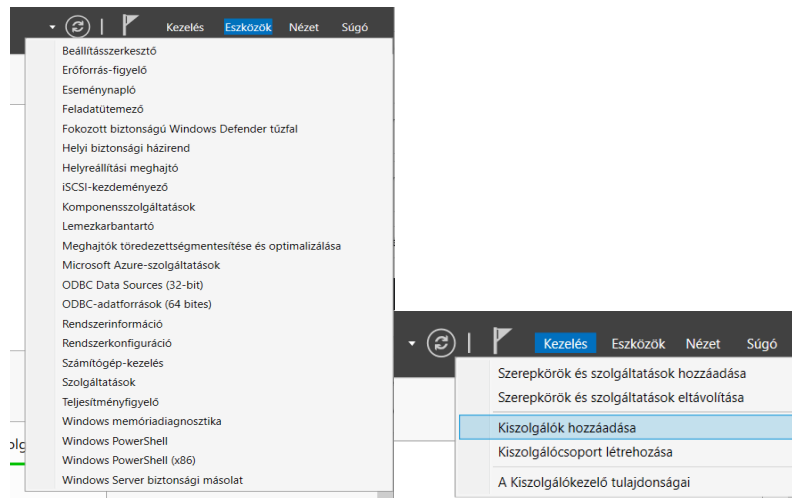 Kezelés Eszközök Nézet Súgó
Beállításszerkesztő
Erőforrás-figyelő
Eseménynapló
Feladatütemező
Fokozott biztonságú Windows Defender tűzfal
Helyi biztonsági házirend
Helyreállítási meghajtó
iSCSI-kezdeményező
Komponensszolgáltatások
Lemezkarbantartó
Meghajtók töredezettségmentesítése és optimalizálása
Microsoft Azure-szolgáltatások
ODBC Data Sources (32-bit)
ODBC-adatforrások (64 bites)
Rendszerinformáció
Rendszerkonfiguráció
Számítógép-kezelés
Szolgáltatások
Teljesítményfigyelő
Windows memóriadiagnosztika
Windows PowerShell
Windows PowerShell (x86)
Windows Server biztonsági másolat
Kezelés Eszközök Nézet Súgó
Szerepkörök és szolgáltatások hozzáadása
Szerepkörök és szolgáltatások eltávolítása
Kiszolgálók hozzáadása
Kiszolgálócsoport létrehozása
A Kiszolgálókezelő tulajdonságai